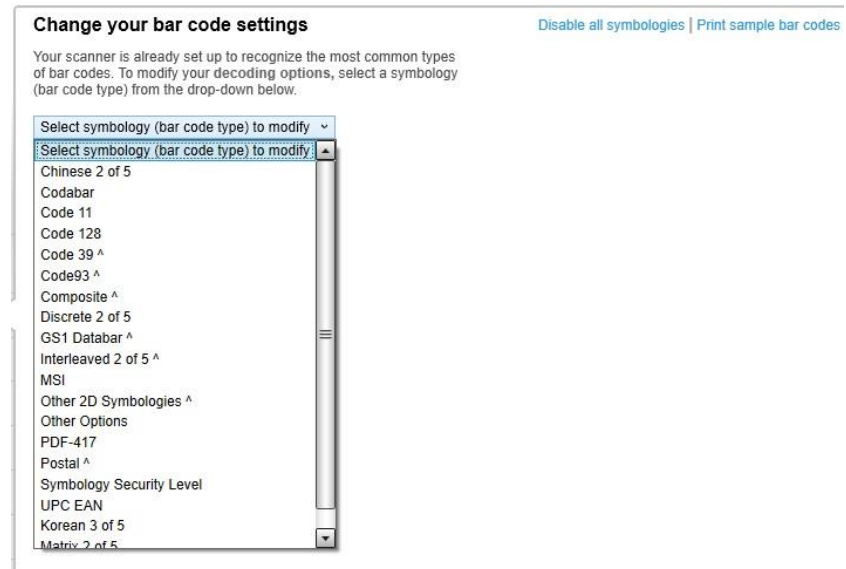 Change your bar code settings
Disable all symbologies | Print sample bar codes
Your scanner is already set up to recognize the most common types
of bar codes. To modify your decoding options, select a symbology
(bar code type) from the drop-down below.
Select symbology (bar code type) to modify
Select symbology (bar code type) to modify
Chinese 2 of 5
Codabar
Code 11
Code 128
Code 39 ^
Code93 ^
Composite ^
Discrete 2 of 5
GS1 Databar ^
Interleaved 2 of 5 ^
MSI
Other 2D Symbologies ^
Other Options
PDF-417
Postal ^
Symbology Security Level
UPC EAN
Korean 3 of 5
Matrix 2 of 5